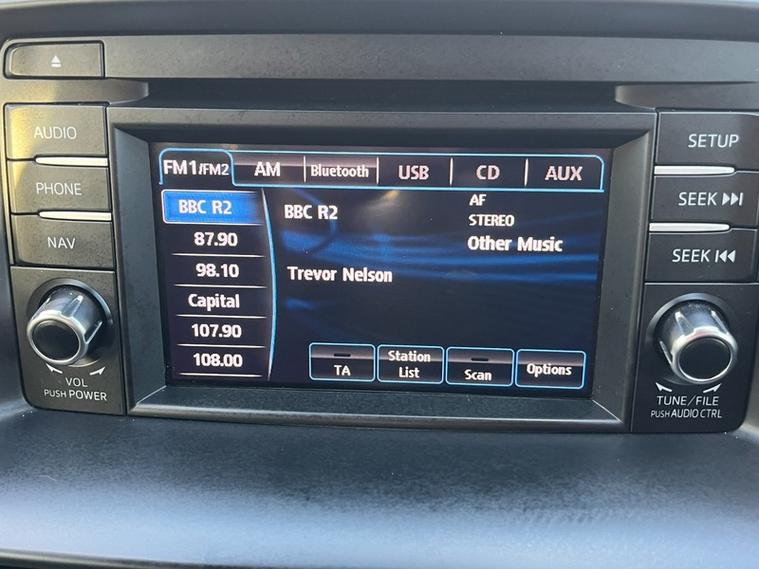 AUDIO
PHONE
NAV
VOL
PUSH POWER
FM1/FM2 AM Bluetooth USB CD AUX
BBC R2
87.90
98.10
Capital
107.90
108.00
BBC R2
AF
STEREO
Other Music
Trevor Nelson
TA
Station
List
Scan
Options
SETUP
SEEK
SEEK
TUNE/FILE
PUSH AUDIO CTRL